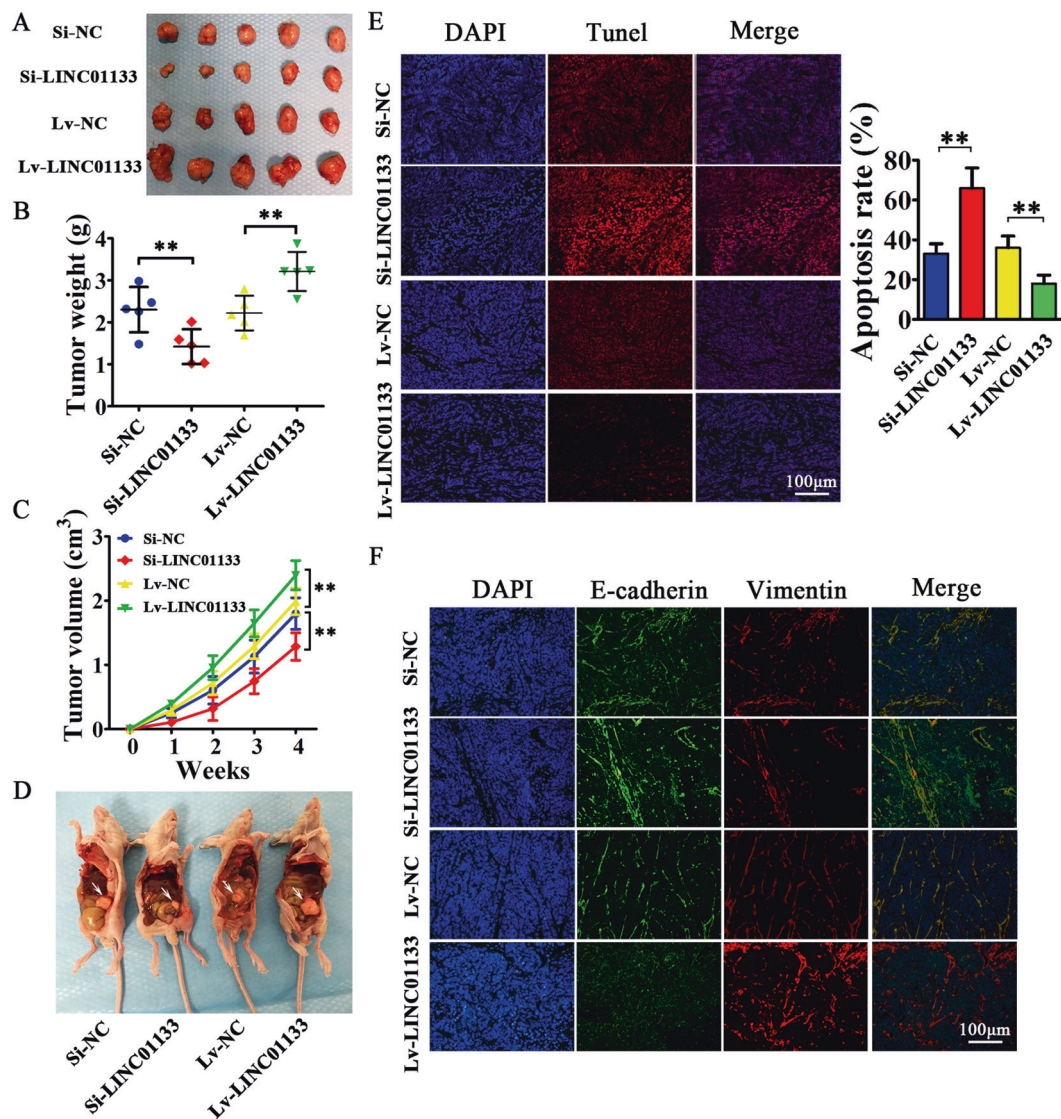 A
Si-NC
Si-LINC01133
Lv-NC
Lv-LINC01133
B
Tumor weight (g)
4
3
2
1
0
**
**
Si-NC
Si-LINC01133
Lv-NC
Lv-LINC01133
C
Tumor volume (cm³)
3
2
1
0
Si-NC
Si-LINC01133
Lv-NC
Lv-LINC01133
**
**
0 1 2 3 4
Weeks
D
Si-NC
Si-LINC01133
Lv-NC
Lv-LINC01133
E
DAPI Tunel Merge
Si-NC
Si-LINC01133
Lv-NC
Lv-LINC01133
100μm
Apoptosis rate (%)
80
60
40
20
0
**
**
Si-NC
Si-LINC01133
Lv-NC
Lv-LINC01133
F
DAPI E-cadherin Vimentin Merge
Si-NC
Si-LINC01133
Lv-NC
Lv-LINC01133
100μm